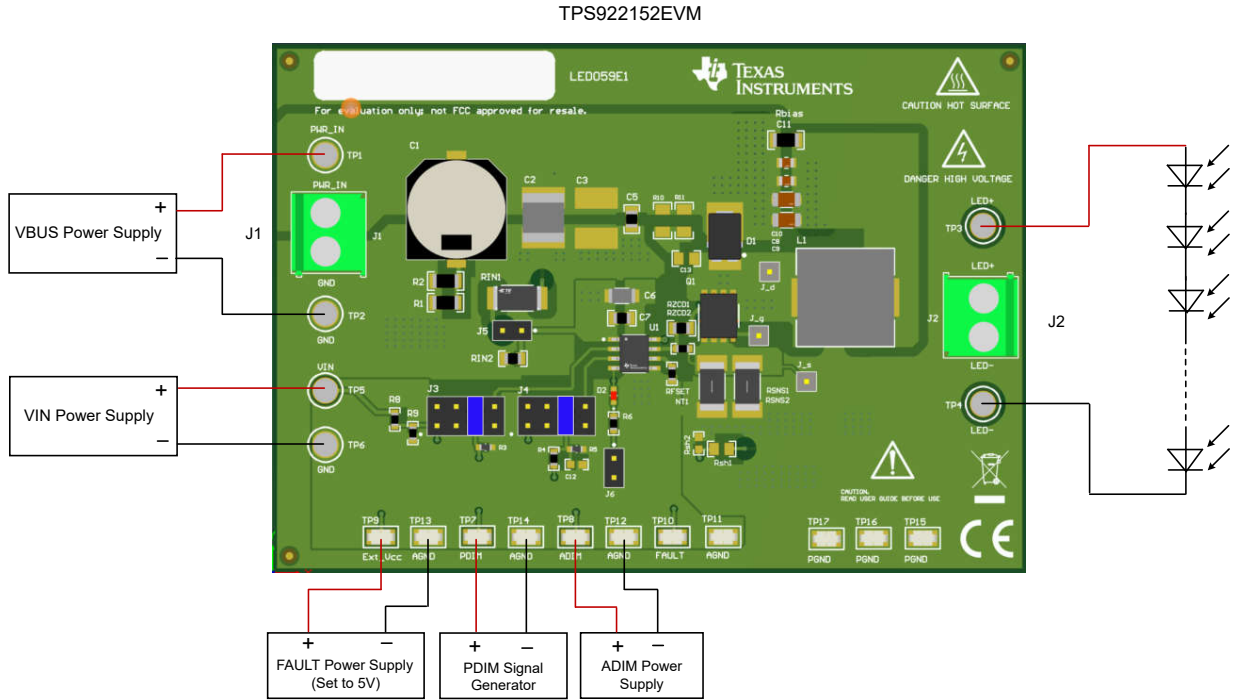 TPS922152EVM
LED059E1
TEXAS
INSTRUMENTS
CAUTION HOT SURFACE
For evaluation only; not FCC approved for resale.
Rbias
C11
PWR_IN
TP1
C1
DANGER HIGH VOLTAGE
PWR_IN
C2
C3
C5
R10
R11
LED+
VBUS Power Supply
+
−
J1
J1
TP3
D1
L1
C10
C8
C9
C13
LED+
GND
R2
RIN1
C6
Q1
J_d
R1
TP2
GND
J5
C7
U1
RZCD1
RZCD2
J_g
J2
J2
RIN2
VIN
LED-
VIN Power Supply
+
−
TP5
J3
J4
D2
RFSET
NT1
RSNS1
RSNS2
J_s
TP4
LED-
R8
R9
R6
TP6
GND
R3
R4
R5
C12
Rsh2
Rsh1
J6
CAUTION.
READ USER GUIDE BEFORE USE
TP9
TP13
TP7
TP14
TP8
TP12
TP10
TP11
TP17
TP16
TP15
Ext_Vcc
AGND
PDIM
AGND
ADIM
AGND
FAULT
AGND
PGND
PGND
PGND
CE
+
−
FAULT Power Supply
(Set to 5V)
+
−
PDIM Signal
Generator
+
−
ADIM Power
Supply